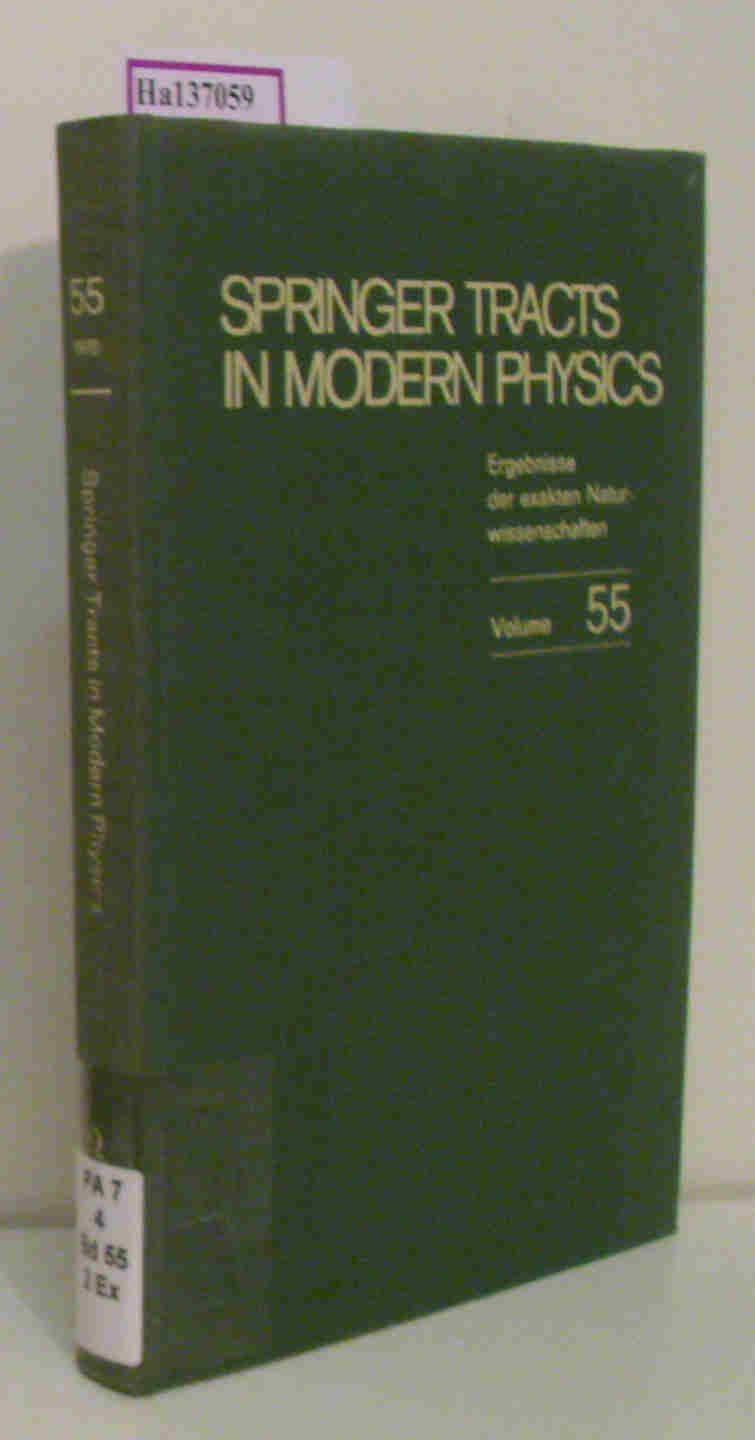 Ha137059
SPRINGER TRACTS
IN MODERN PHYSICS
Ergebnisse
der exakten Natur-
wissenschaften
Volume 55
55
1970
Springer Tracts in Modern Physics
PA 7
4
Bd 55
2 Ex